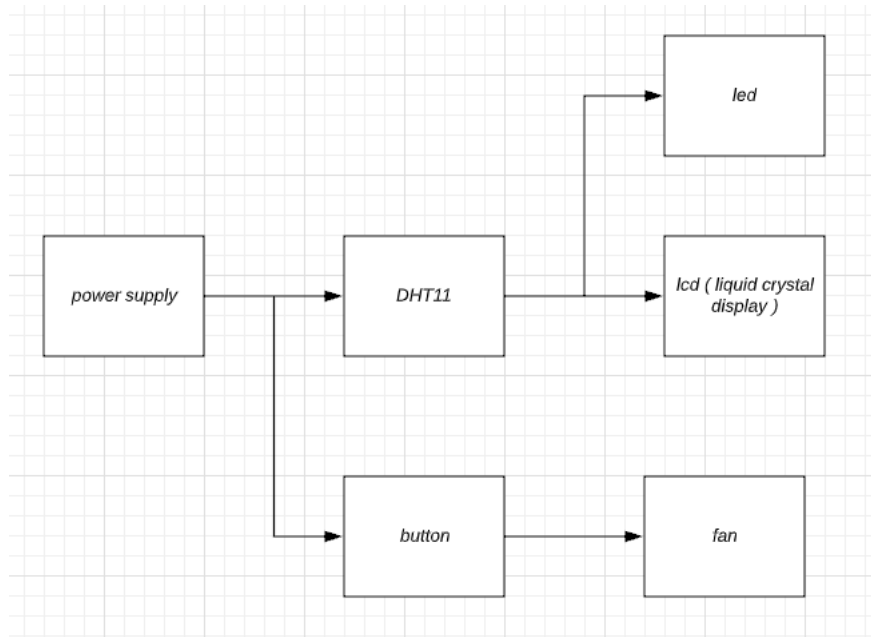 led
power supply
DHT11
lcd ( liquid crystal
display )
button
fan